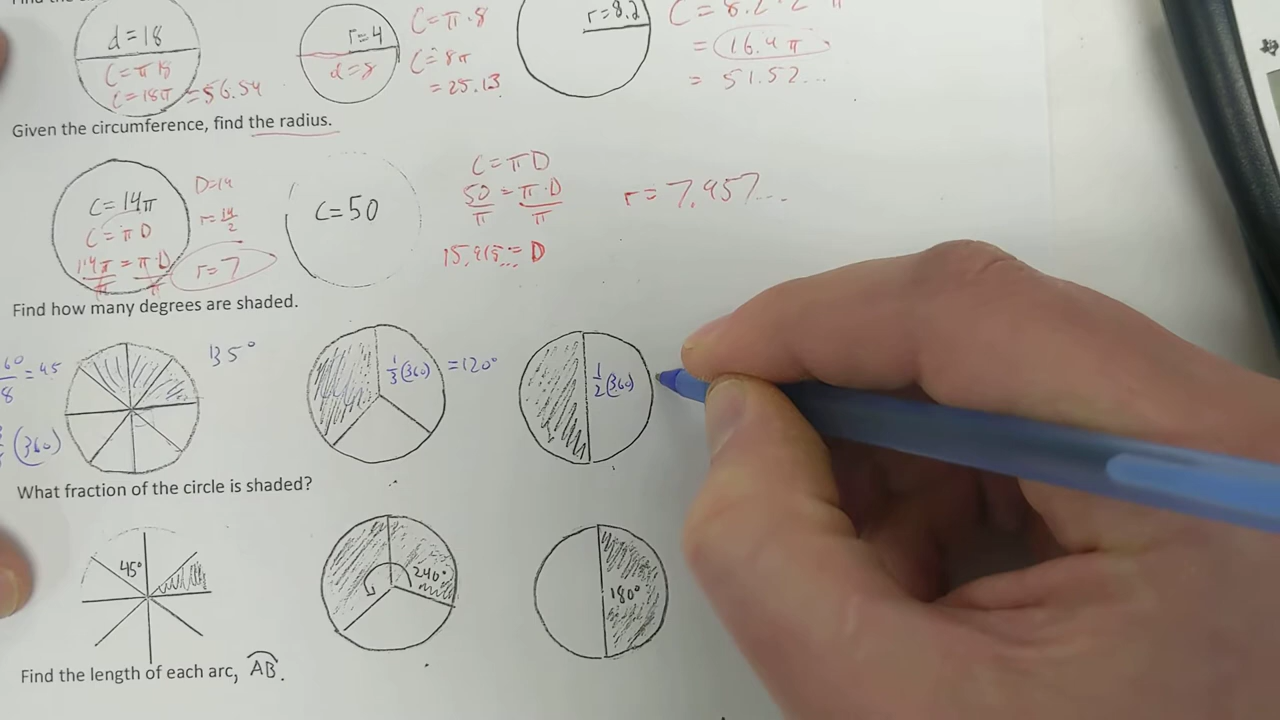 d=18
C=π18
C=18π =56.54
r=4
d=8
C=π·8
C=8π
=25.13
r=8.2
C=8.2·2π
=16.4π
=51.52...
Given the circumference, find the radius.
C=14π
C=πD
14π=π·D
π π
D=14
r=14/2
r=7
C=50
C=πD
50=π·D
π π
15.915...=D
r=7.957...
Find how many degrees are shaded.
60/8=45
(360)
135°
1/3(360) =120°
1/2(360)
What fraction of the circle is shaded?
45°
240°
180°
Find the length of each arc, AB.